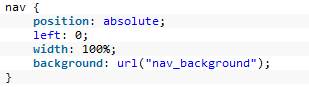 nav {
    position: absolute;
    left: 0;
    width: 100%;
    background: url("nav_background");
}